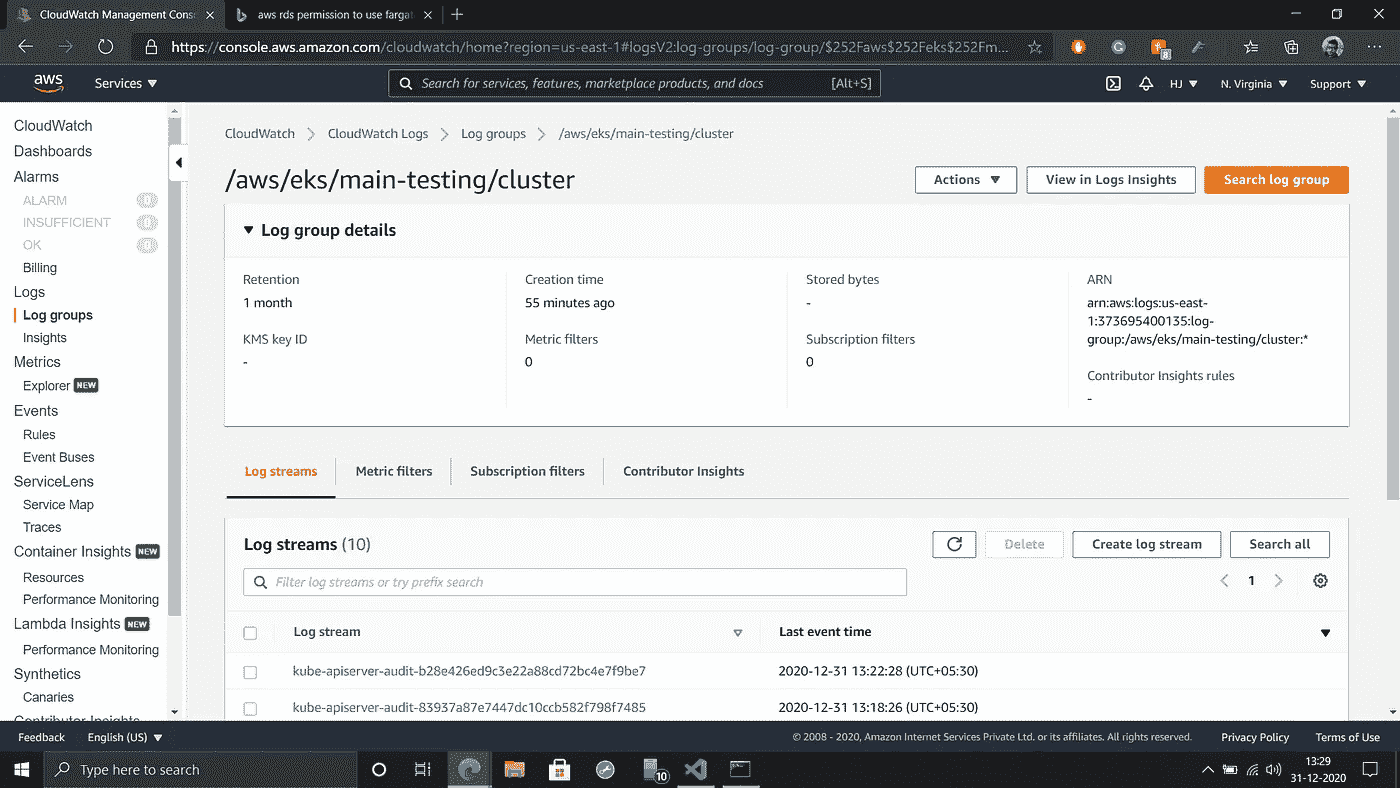 CloudWatch Management Conso
aws rds permission to use fargat
https://console.aws.amazon.com/cloudwatch/home?region=us-east-1#logsV2:log-groups/log-group/$252Faws$252Feks$252Fm...
8
aws
Services
Search for services, features, marketplace products, and docs [Alt+S]
HJ
N. Virginia
Support
CloudWatch
Dashboards
Alarms
ALARM
INSUFFICIENT
OK
Billing
Logs
Log groups
Insights
Metrics
Explorer NEW
Events
Rules
Event Buses
ServiceLens
Service Map
Traces
Container Insights NEW
Resources
Performance Monitoring
Lambda Insights NEW
Performance Monitoring
Synthetics
Canaries
Contributor Insights
CloudWatch
CloudWatch Logs
Log groups
/aws/eks/main-testing/cluster
/aws/eks/main-testing/cluster
Actions
View in Logs Insights
Search log group
Log group details
Retention
1 month
KMS key ID
-
Creation time
55 minutes ago
Metric filters
0
Stored bytes
-
Subscription filters
0
ARN
arn:aws:logs:us-east-
1:373695400135:log-
group:/aws/eks/main-testing/cluster:*
Contributor Insights rules
-
Log streams
Metric filters
Subscription filters
Contributor Insights
Log streams (10)
Delete
Create log stream
Search all
Filter log streams or try prefix search
1
Log stream
Last event time
kube-apiserver-audit-b28e426ed9c3e22a88cd72bc4e7f9be7
2020-12-31 13:22:28 (UTC+05:30)
kube-apiserver-audit-83937a87e7447dc10ccb582f798f7485
2020-12-31 13:18:26 (UTC+05:30)
Feedback
English (US)
© 2008 - 2020, Amazon Internet Services Private Ltd. or its affiliates. All rights reserved.
Privacy Policy
Terms of Use
Type here to search
10
13:29
31-12-2020